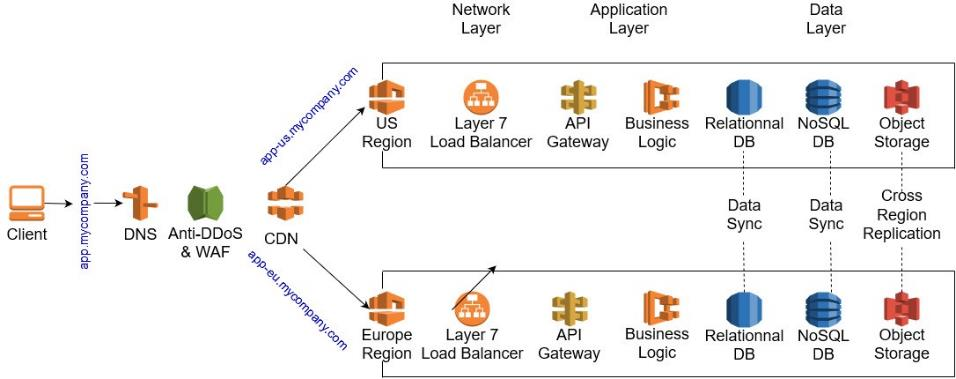 Network
Layer
Application
Layer
Data
Layer
app-us.mycompany.com
US
Region
Layer 7
Load Balancer
API
Gateway
Business
Logic
Relationnal
DB
NoSQL
DB
Object
Storage
app.mycompany.com
Client
DNS
Anti-DDoS
& WAF
CDN
Data
Sync
Data
Sync
Cross
Region
Replication
app-eu.mycompany.com
Europe
Region
Layer 7
Load Balancer
API
Gateway
Business
Logic
Relationnal
DB
NoSQL
DB
Object
Storage